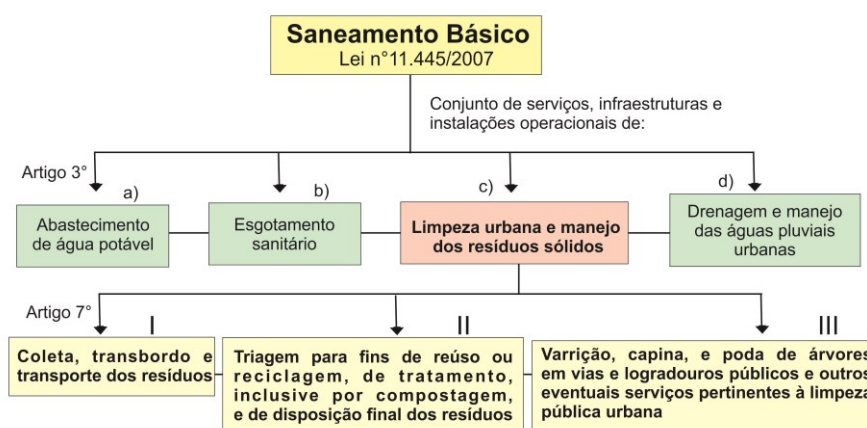 Saneamento Básico
Lei n°11.445/2007
Conjunto de serviços, infraestruturas e
instalações operacionais de:
Artigo 3°
a)
b)
c)
d)
Abastecimento
de água potável
Esgotamento
sanitário
Limpeza urbana e manejo
dos resíduos sólidos
Drenagem e manejo
das águas pluviais
urbanas
Artigo 7°
I
II
III
Coleta, transbordo e
transporte dos resíduos
Triagem para fins de reúso ou
reciclagem, de tratamento,
inclusive por compostagem,
e de disposição final dos resíduos
Varrição, capina, e poda de árvores
em vias e logradouros públicos e outros
eventuais serviços pertinentes à limpeza
pública urbana